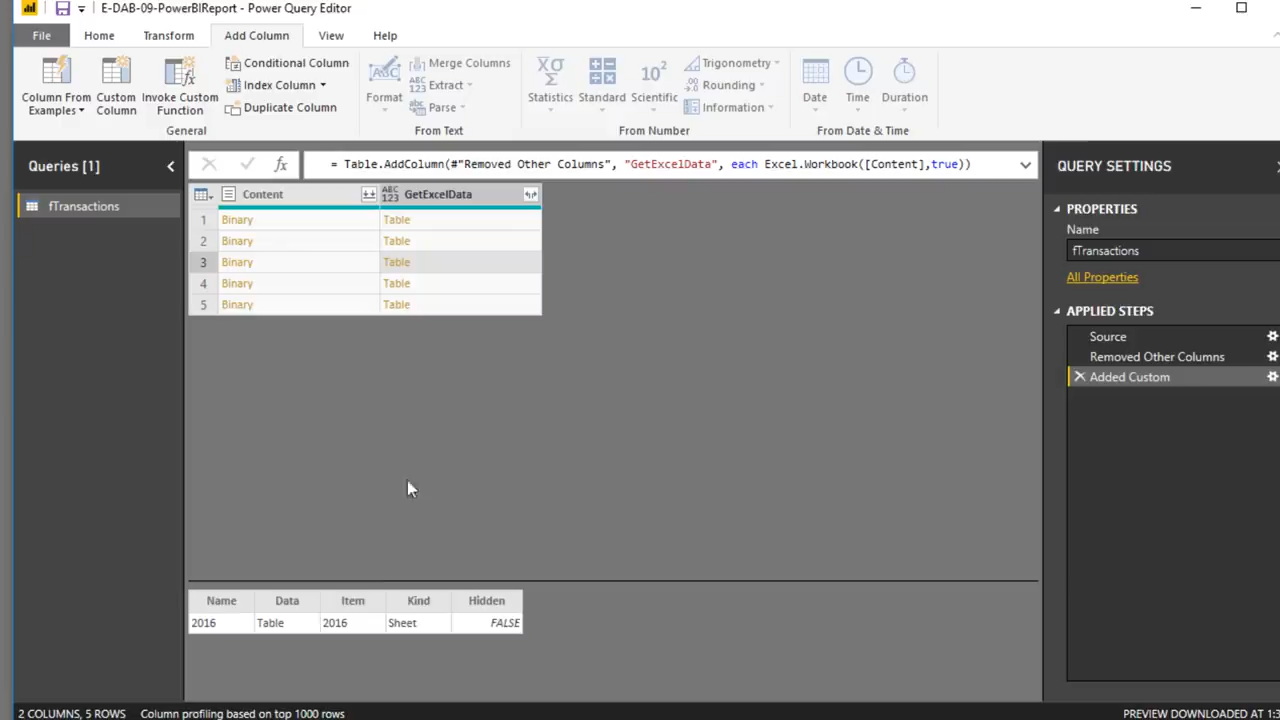 E-DAB-09-PowerBIReport - Power Query Editor
File Home Transform Add Column View Help
Column From Examples
Custom Column
Invoke Custom Function
Conditional Column
Index Column
Duplicate Column
General
Format
Merge Columns
Extract
Parse
From Text
Statistics
Standard
Scientific
Trigonometry
Rounding
Information
From Number
Date
Time
Duration
From Date & Time
Queries [1]
fTransactions
= Table.AddColumn(#"Removed Other Columns", "GetExcelData", each Excel.Workbook([Content],true))
Content ABC 123 GetExcelData
1 Binary Table
2 Binary Table
3 Binary Table
4 Binary Table
5 Binary Table
Name Data Item Kind Hidden
2016 Table 2016 Sheet FALSE
QUERY SETTINGS
PROPERTIES
Name
fTransactions
All Properties
APPLIED STEPS
Source
Removed Other Columns
Added Custom
2 COLUMNS, 5 ROWS Column profiling based on top 1000 rows
PREVIEW DOWNLOADED AT